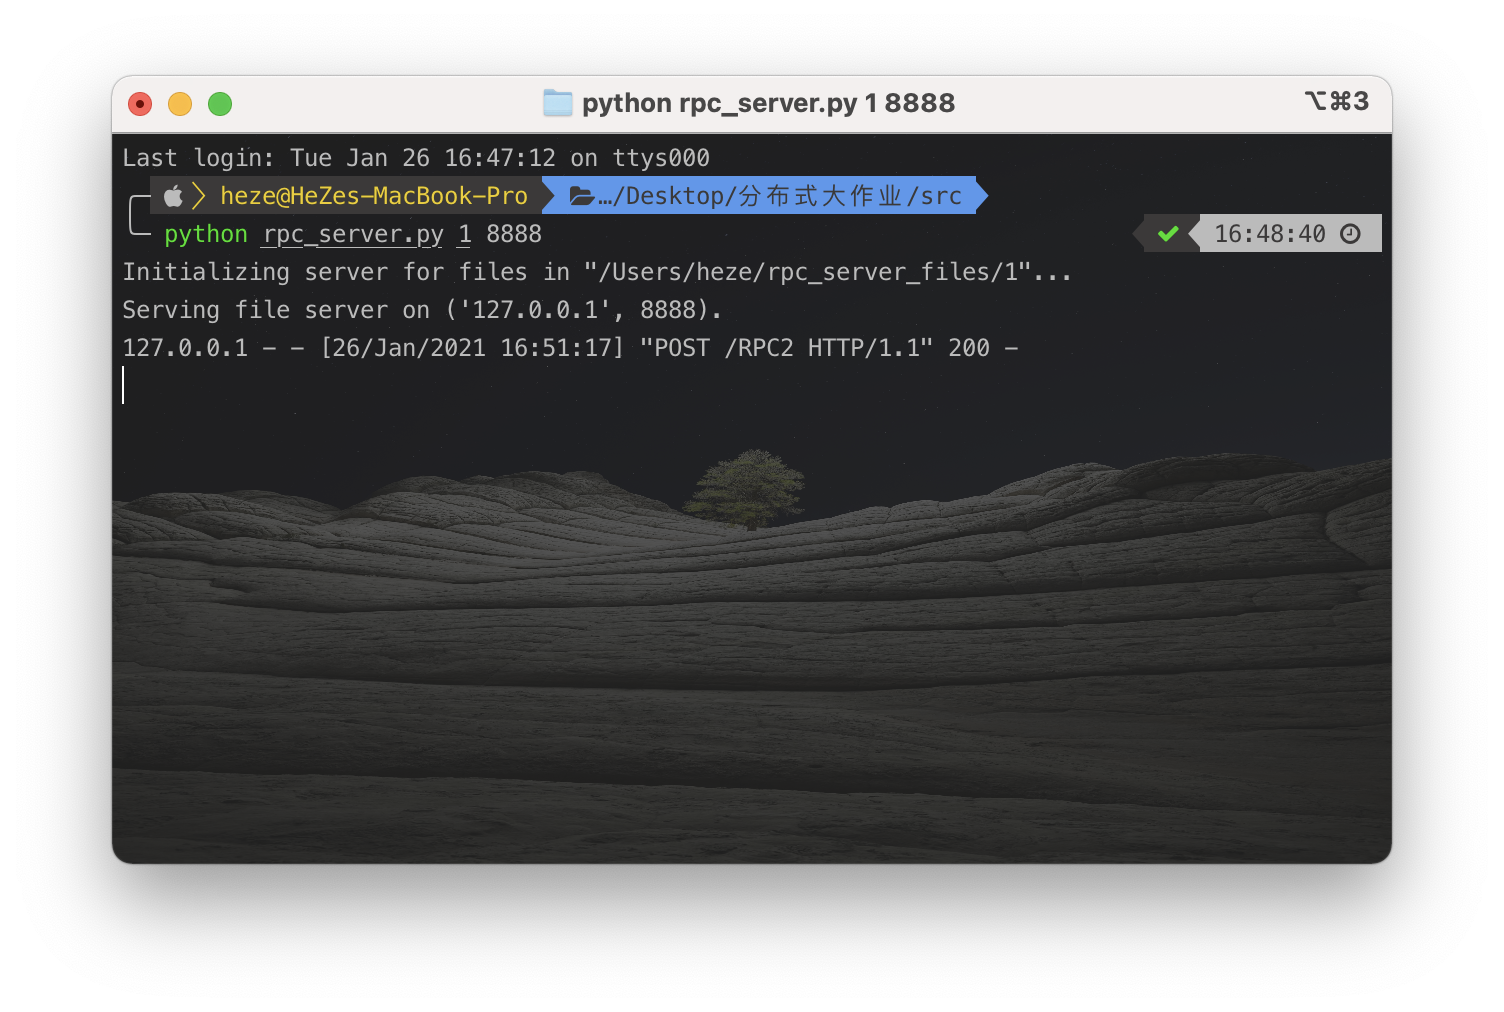 python rpc_server.py 1 8888
⌥⌘3
Last login: Tue Jan 26 16:47:12 on ttys000
heze@HeZes-MacBook-Pro …/Desktop/分布式大作业/src
python rpc_server.py 1 8888 16:48:40
Initializing server for files in "/Users/heze/rpc_server_files/1"...
Serving file server on ('127.0.0.1', 8888).
127.0.0.1 - - [26/Jan/2021 16:51:17] "POST /RPC2 HTTP/1.1" 200 -